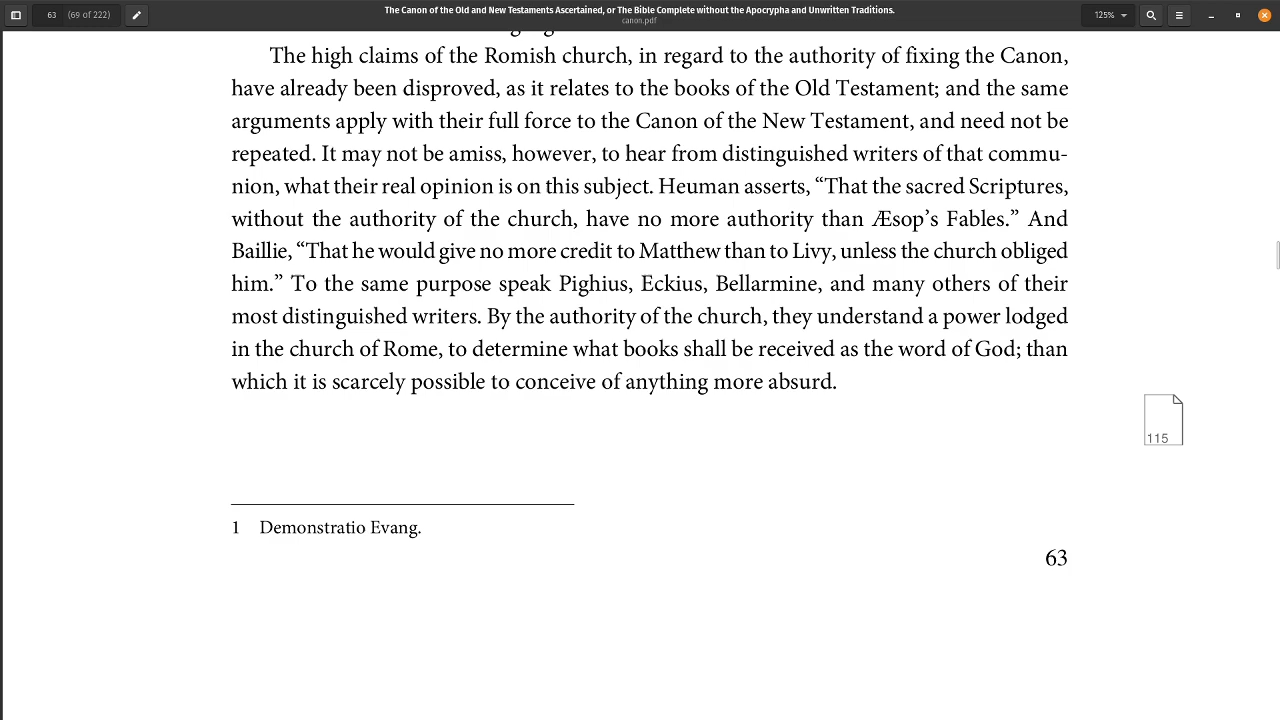 63 (69 of 222)
The Canon of the Old and New Testaments Ascertained, or The Bible Complete without the Apocrypha and Unwritten Traditions.
canon.pdf
125%
The high claims of the Romish church, in regard to the authority of fixing the Canon,
have already been disproved, as it relates to the books of the Old Testament; and the same
arguments apply with their full force to the Canon of the New Testament, and need not be
repeated. It may not be amiss, however, to hear from distinguished writers of that commu-
nion, what their real opinion is on this subject. Heuman asserts, “That the sacred Scriptures,
without the authority of the church, have no more authority than Æsop’s Fables.” And
Baillie, “That he would give no more credit to Matthew than to Livy, unless the church obliged
him.” To the same purpose speak Pighius, Eckius, Bellarmine, and many others of their
most distinguished writers. By the authority of the church, they understand a power lodged
in the church of Rome, to determine what books shall be received as the word of God; than
which it is scarcely possible to conceive of anything more absurd.
115
1 Demonstratio Evang.
63